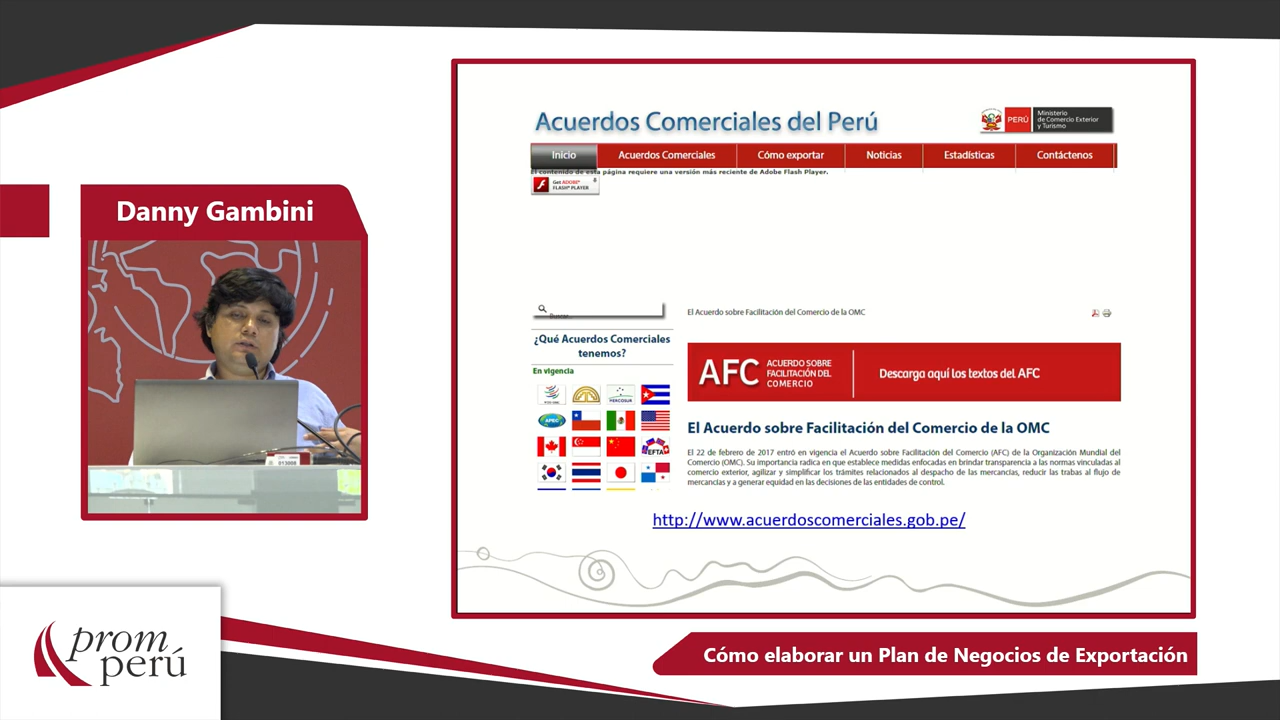 Danny Gambini
Acuerdos Comerciales del Perú
PERÚ
Ministerio
de Comercio Exterior
y Turismo
Inicio
Acuerdos Comerciales
Cómo exportar
Noticias
Estadísticas
Contáctenos
El contenido de esta página requiere una versión más reciente de Adobe Flash Player.
Get ADOBE®
FLASH® PLAYER
Buscar...
El Acuerdo sobre Facilitación del Comercio de la OMC
¿Qué Acuerdos Comerciales
tenemos?
En vigencia
MERCOSUR
APEC
EFTA
AFC
ACUERDO SOBRE
FACILITACIÓN DEL
COMERCIO
Descarga aquí los textos del AFC
El Acuerdo sobre Facilitación del Comercio de la OMC
El 22 de febrero de 2017 entró en vigencia el Acuerdo sobre Facilitación del Comercio (AFC) de la Organización Mundial del
Comercio (OMC). Su importancia radica en que establece medidas enfocadas en brindar transparencia a las normas vinculadas al
comercio exterior, agilizar y simplificar los trámites relacionados al despacho de las mercancías, reducir las trabas al flujo de
mercancías y a generar equidad en las decisiones de las entidades de control.
http://www.acuerdoscomerciales.gob.pe/
prom
perú
Cómo elaborar un Plan de Negocios de Exportación